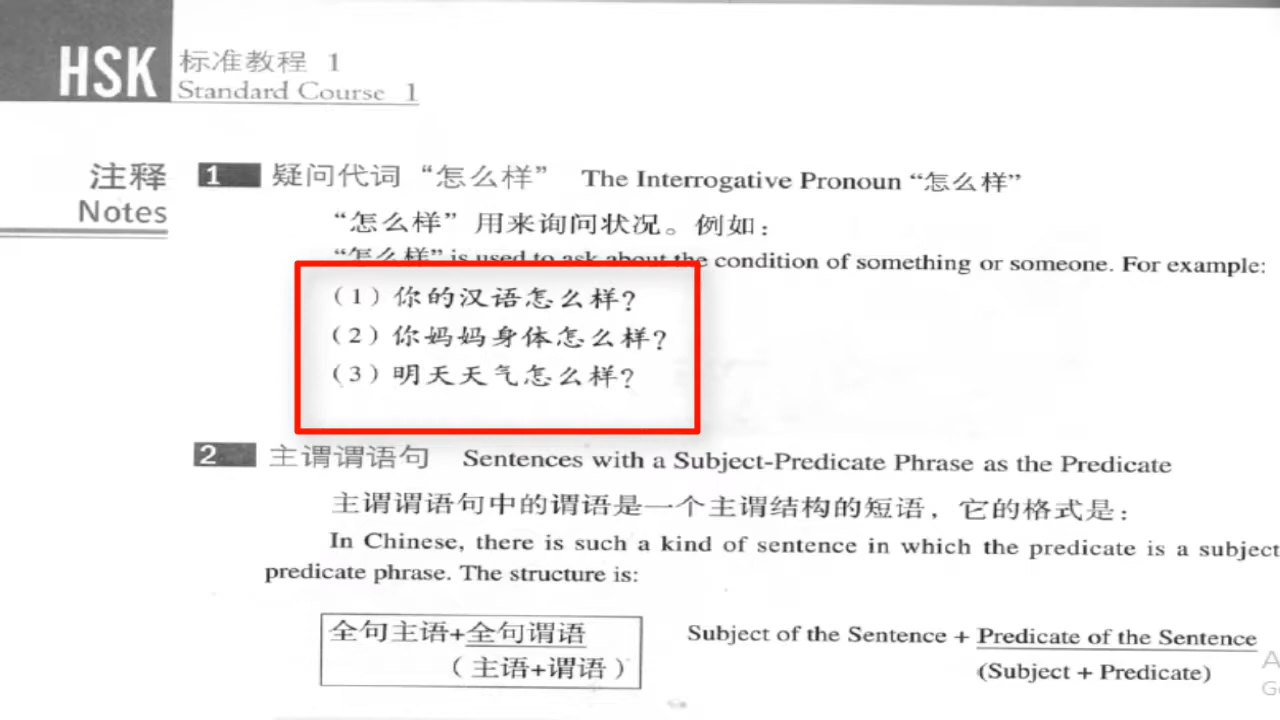 HSK 标准教程 1
Standard Course 1
注释
Notes
1 疑问代词 “怎么样” The Interrogative Pronoun “怎么样”
“怎么样” 用来询问状况。例如：
“怎么样” is used to ask about the condition of something or someone. For example:
（1）你的汉语怎么样？
（2）你妈妈身体怎么样？
（3）明天天气怎么样？
2 主谓谓语句 Sentences with a Subject-Predicate Phrase as the Predicate
主谓谓语句中的谓语是一个主谓结构的短语，它的格式是：
In Chinese, there is such a kind of sentence in which the predicate is a subject
predicate phrase. The structure is:
全句主语+全句谓语
（主语+谓语）
Subject of the Sentence + Predicate of the Sentence
(Subject + Predicate)